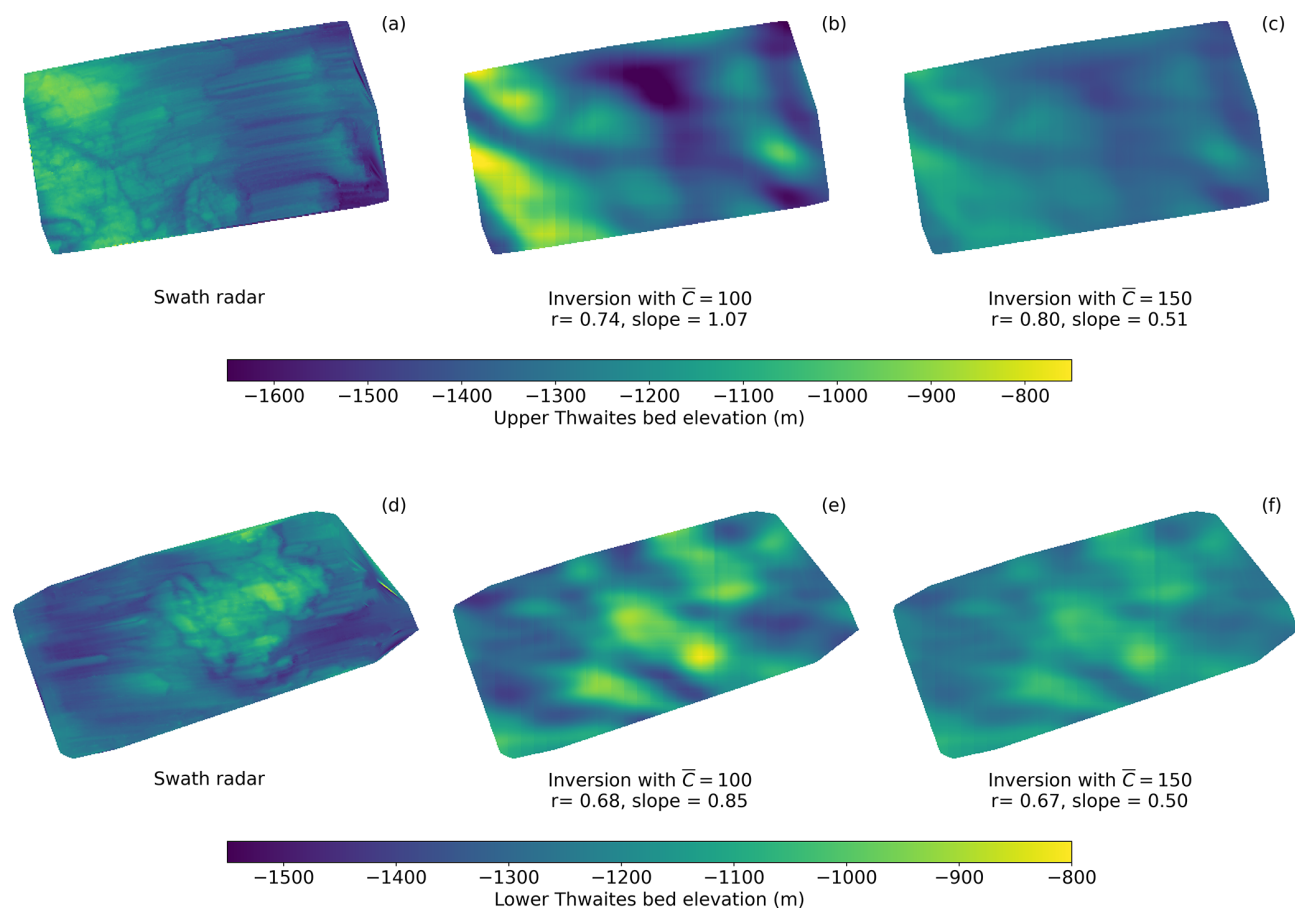 (a)
(b)
(c)
Swath radar
Inversion with C̅ = 100
r= 0.74, slope = 1.07
Inversion with C̅ = 150
r= 0.80, slope = 0.51
−1600 −1500 −1400 −1300 −1200 −1100 −1000 −900 −800
Upper Thwaites bed elevation (m)
(d)
(e)
(f)
Swath radar
Inversion with C̅ = 100
r= 0.68, slope = 0.85
Inversion with C̅ = 150
r= 0.67, slope = 0.50
−1500 −1400 −1300 −1200 −1100 −1000 −900 −800
Lower Thwaites bed elevation (m)